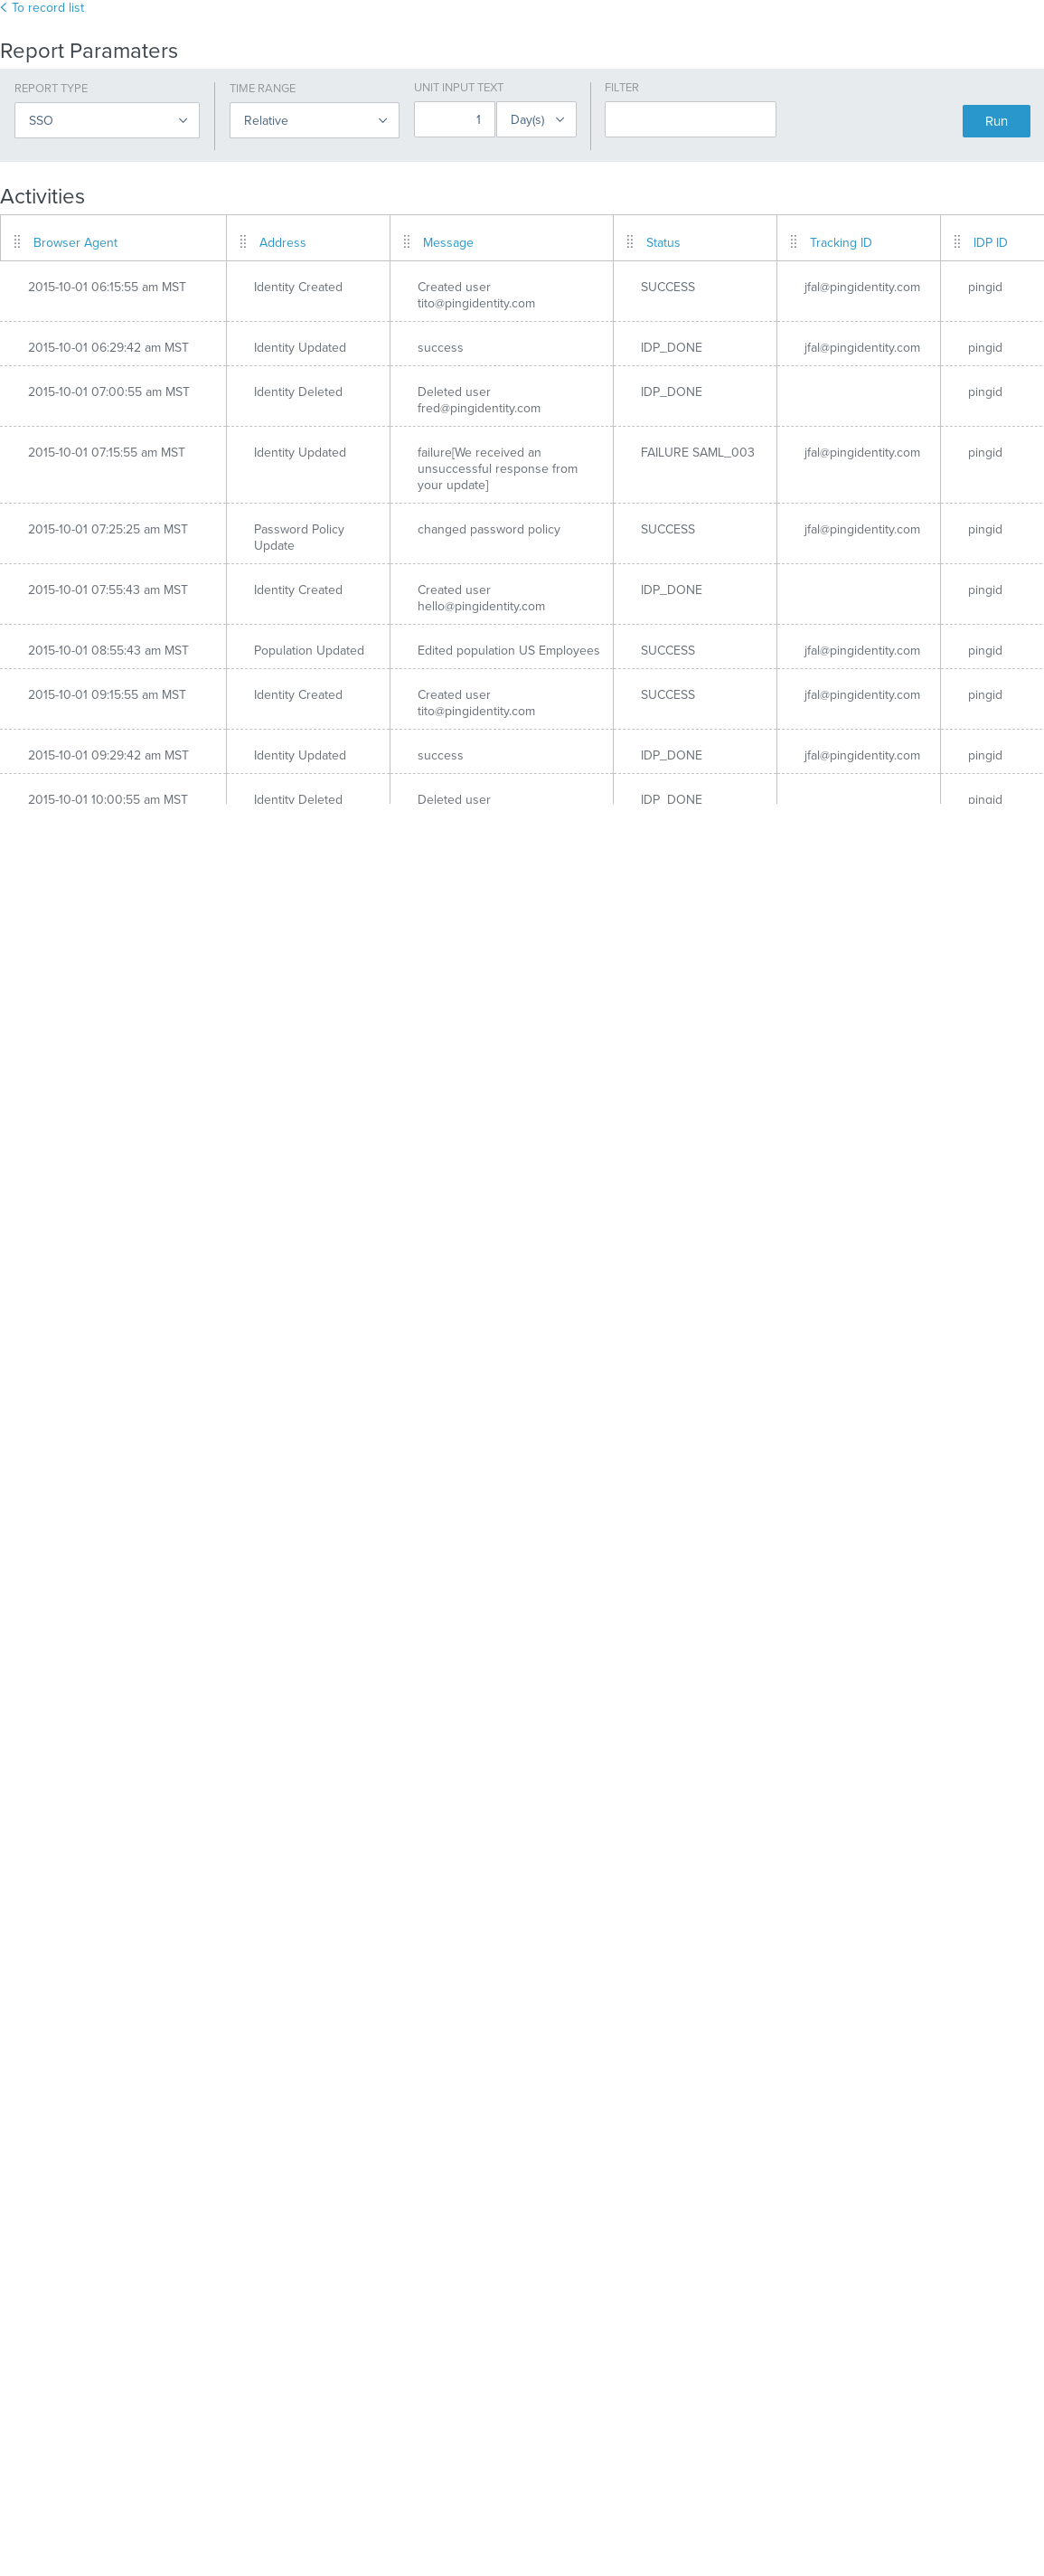 To record list
Report Paramaters
REPORT TYPE TIME RANGE UNIT INPUT TEXT FILTER
SSO Relative 1 Day(s) Run
Activities
Browser Agent Address Message Status Tracking ID IDP ID
2015-10-01 06:15:55 am MST Identity Created Created user SUCCESS jfal@pingidentity.com pingid
tito@pingidentity.com
2015-10-01 06:29:42 am MST Identity Updated success IDP_DONE jfal@pingidentity.com pingid
2015-10-01 07:00:55 am MST Identity Deleted Deleted user IDP_DONE pingid
fred@pingidentity.com
2015-10-01 07:15:55 am MST Identity Updated failure[We received an FAILURE SAML_003 jfal@pingidentity.com pingid
unsuccessful response from
your update]
2015-10-01 07:25:25 am MST Password Policy changed password policy SUCCESS jfal@pingidentity.com pingid
Update
2015-10-01 07:55:43 am MST Identity Created Created user IDP_DONE pingid
hello@pingidentity.com
2015-10-01 08:55:43 am MST Population Updated Edited population US Employees SUCCESS jfal@pingidentity.com pingid
2015-10-01 09:15:55 am MST Identity Created Created user SUCCESS jfal@pingidentity.com pingid
tito@pingidentity.com
2015-10-01 09:29:42 am MST Identity Updated success IDP_DONE jfal@pingidentity.com pingid
2015-10-01 10:00:55 am MST Identity Deleted Deleted user IDP_DONE pingid